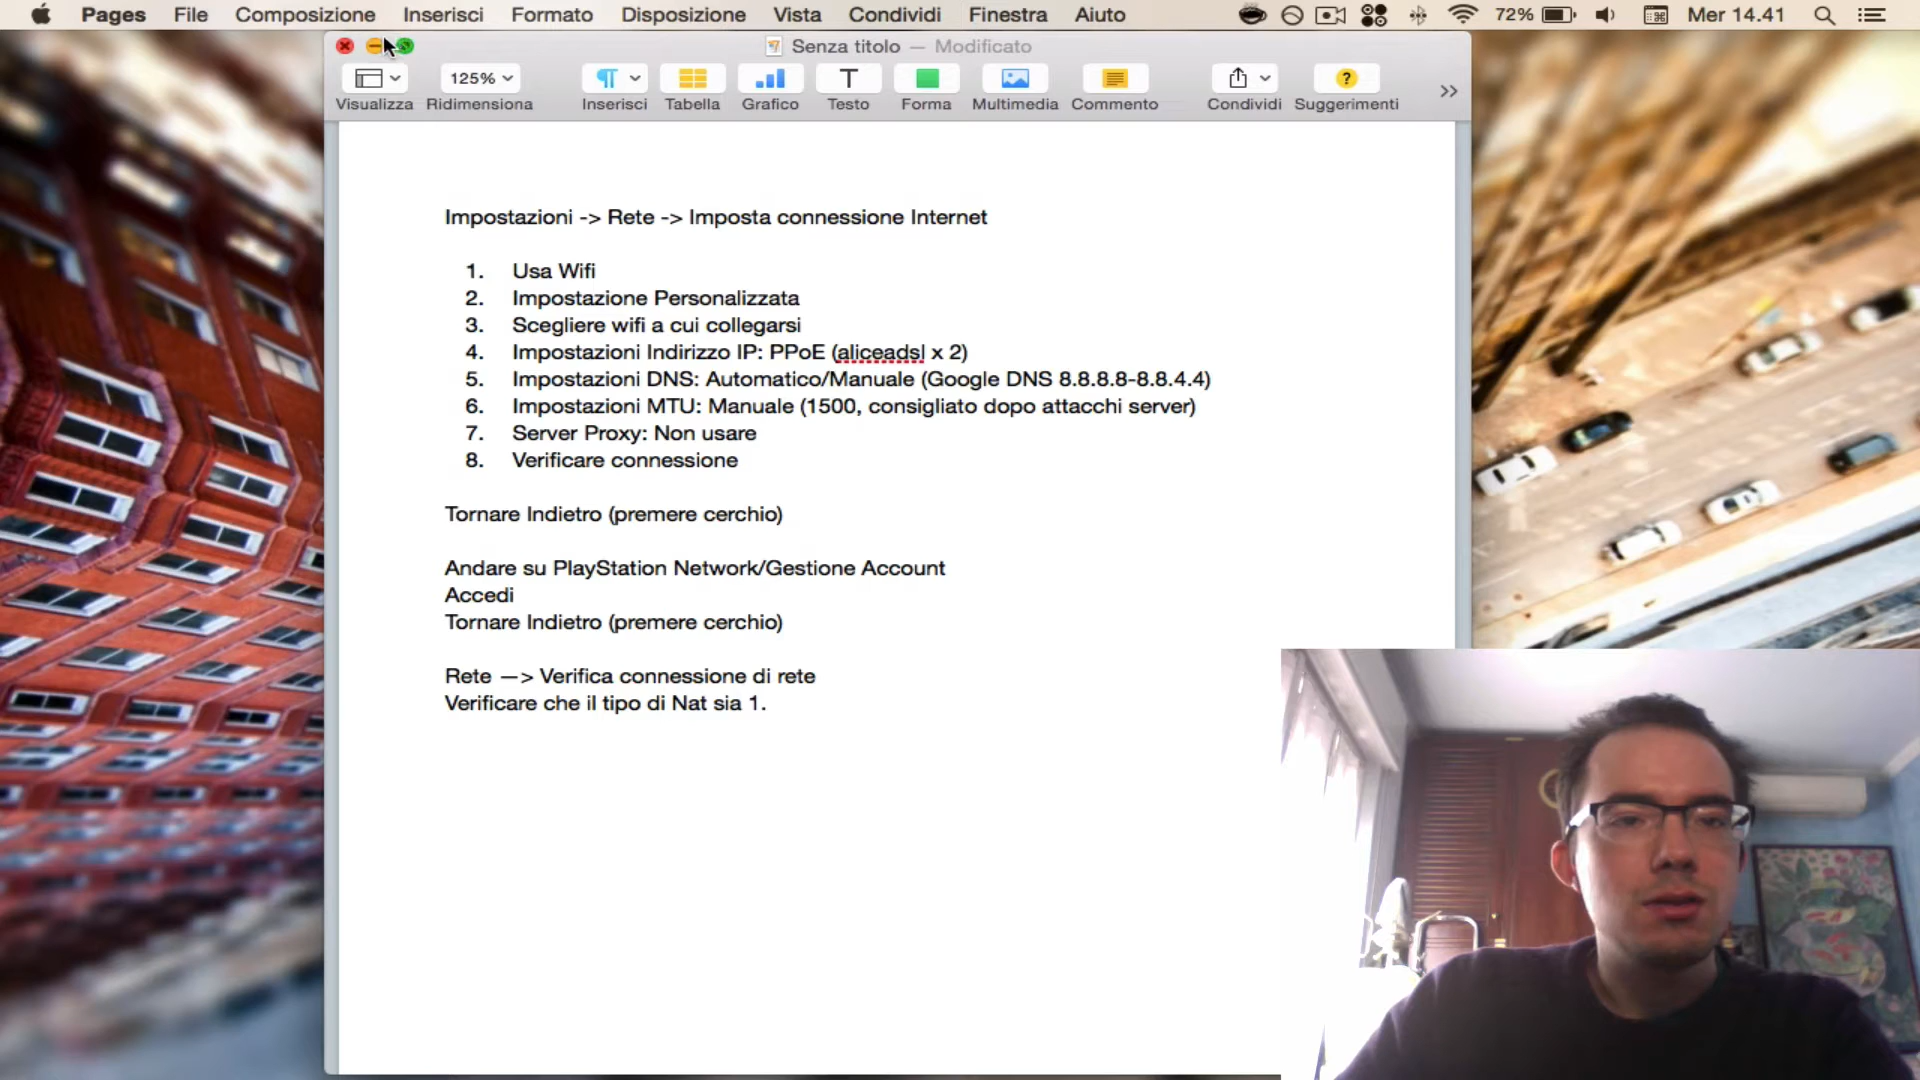 Pages File Composizione Inserisci Formato Disposizione Vista Condividi Finestra Aiuto 72% Mer 14.41
Senza titolo — Modificato
125%
Visualizza Ridimensiona Inserisci Tabella Grafico Testo Forma Multimedia Commento Condividi Suggerimenti
Impostazioni -> Rete -> Imposta connessione Internet
1. Usa Wifi
2. Impostazione Personalizzata
3. Scegliere wifi a cui collegarsi
4. Impostazioni Indirizzo IP: PPoE (aliceadsl x 2)
5. Impostazioni DNS: Automatico/Manuale (Google DNS 8.8.8.8-8.8.4.4)
6. Impostazioni MTU: Manuale (1500, consigliato dopo attacchi server)
7. Server Proxy: Non usare
8. Verificare connessione
Tornare Indietro (premere cerchio)
Andare su PlayStation Network/Gestione Account
Accedi
Tornare Indietro (premere cerchio)
Rete —> Verifica connessione di rete
Verificare che il tipo di Nat sia 1.